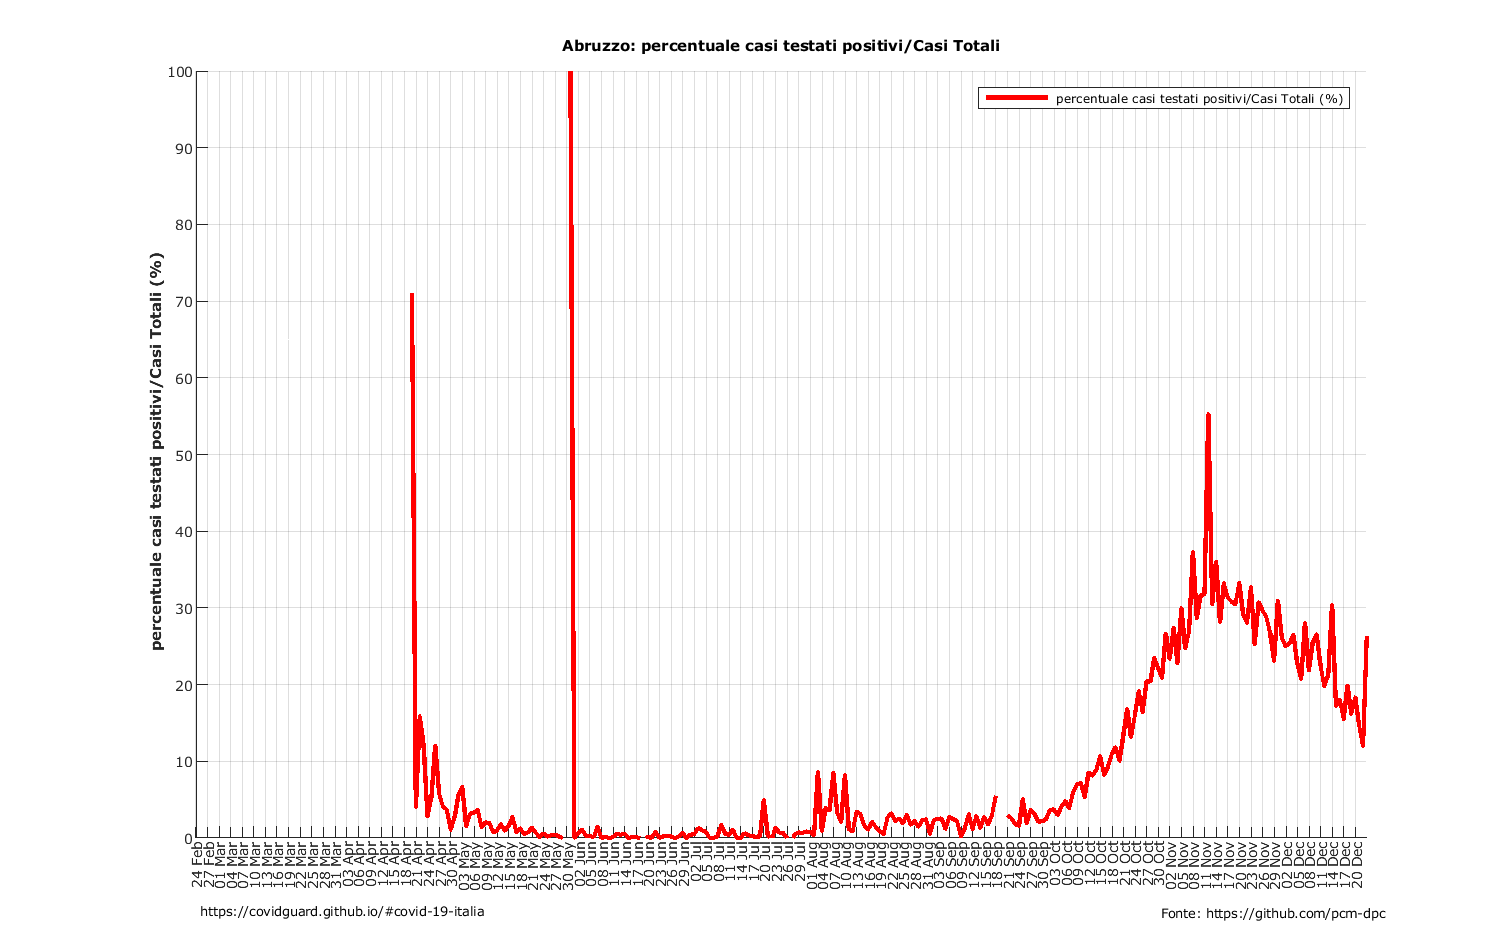 Abruzzo: percentuale casi testati positivi/Casi Totali
percentuale casi testati positivi/Casi Totali (%)
percentuale casi testati positivi/Casi Totali (%)
100
90
80
70
60
50
40
30
20
10
0
24 Feb
27 Feb
01 Mar
04 Mar
07 Mar
10 Mar
13 Mar
16 Mar
19 Mar
22 Mar
25 Mar
28 Mar
31 Mar
03 Apr
06 Apr
09 Apr
12 Apr
15 Apr
18 Apr
21 Apr
24 Apr
27 Apr
30 Apr
03 May
06 May
09 May
12 May
15 May
18 May
21 May
24 May
27 May
30 May
02 Jun
05 Jun
08 Jun
11 Jun
14 Jun
17 Jun
20 Jun
23 Jun
26 Jun
29 Jun
02 Jul
05 Jul
08 Jul
11 Jul
14 Jul
17 Jul
20 Jul
23 Jul
26 Jul
29 Jul
01 Aug
04 Aug
07 Aug
10 Aug
13 Aug
16 Aug
19 Aug
22 Aug
25 Aug
28 Aug
31 Aug
03 Sep
06 Sep
09 Sep
12 Sep
15 Sep
18 Sep
21 Sep
24 Sep
27 Sep
30 Sep
03 Oct
06 Oct
09 Oct
12 Oct
15 Oct
18 Oct
21 Oct
24 Oct
27 Oct
30 Oct
02 Nov
05 Nov
08 Nov
11 Nov
14 Nov
17 Nov
20 Nov
23 Nov
26 Nov
29 Nov
02 Dec
05 Dec
08 Dec
11 Dec
14 Dec
17 Dec
20 Dec
https://covidguard.github.io/#covid-19-italia
Fonte: https://github.com/pcm-dpc